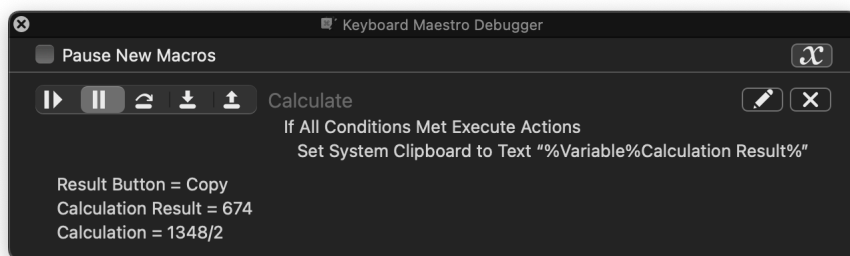 Keyboard Maestro Debugger
Pause New Macros
x
Calculate
If All Conditions Met Execute Actions
Set System Clipboard to Text “%Variable%Calculation Result%”
Result Button = Copy
Calculation Result = 674
Calculation = 1348/2